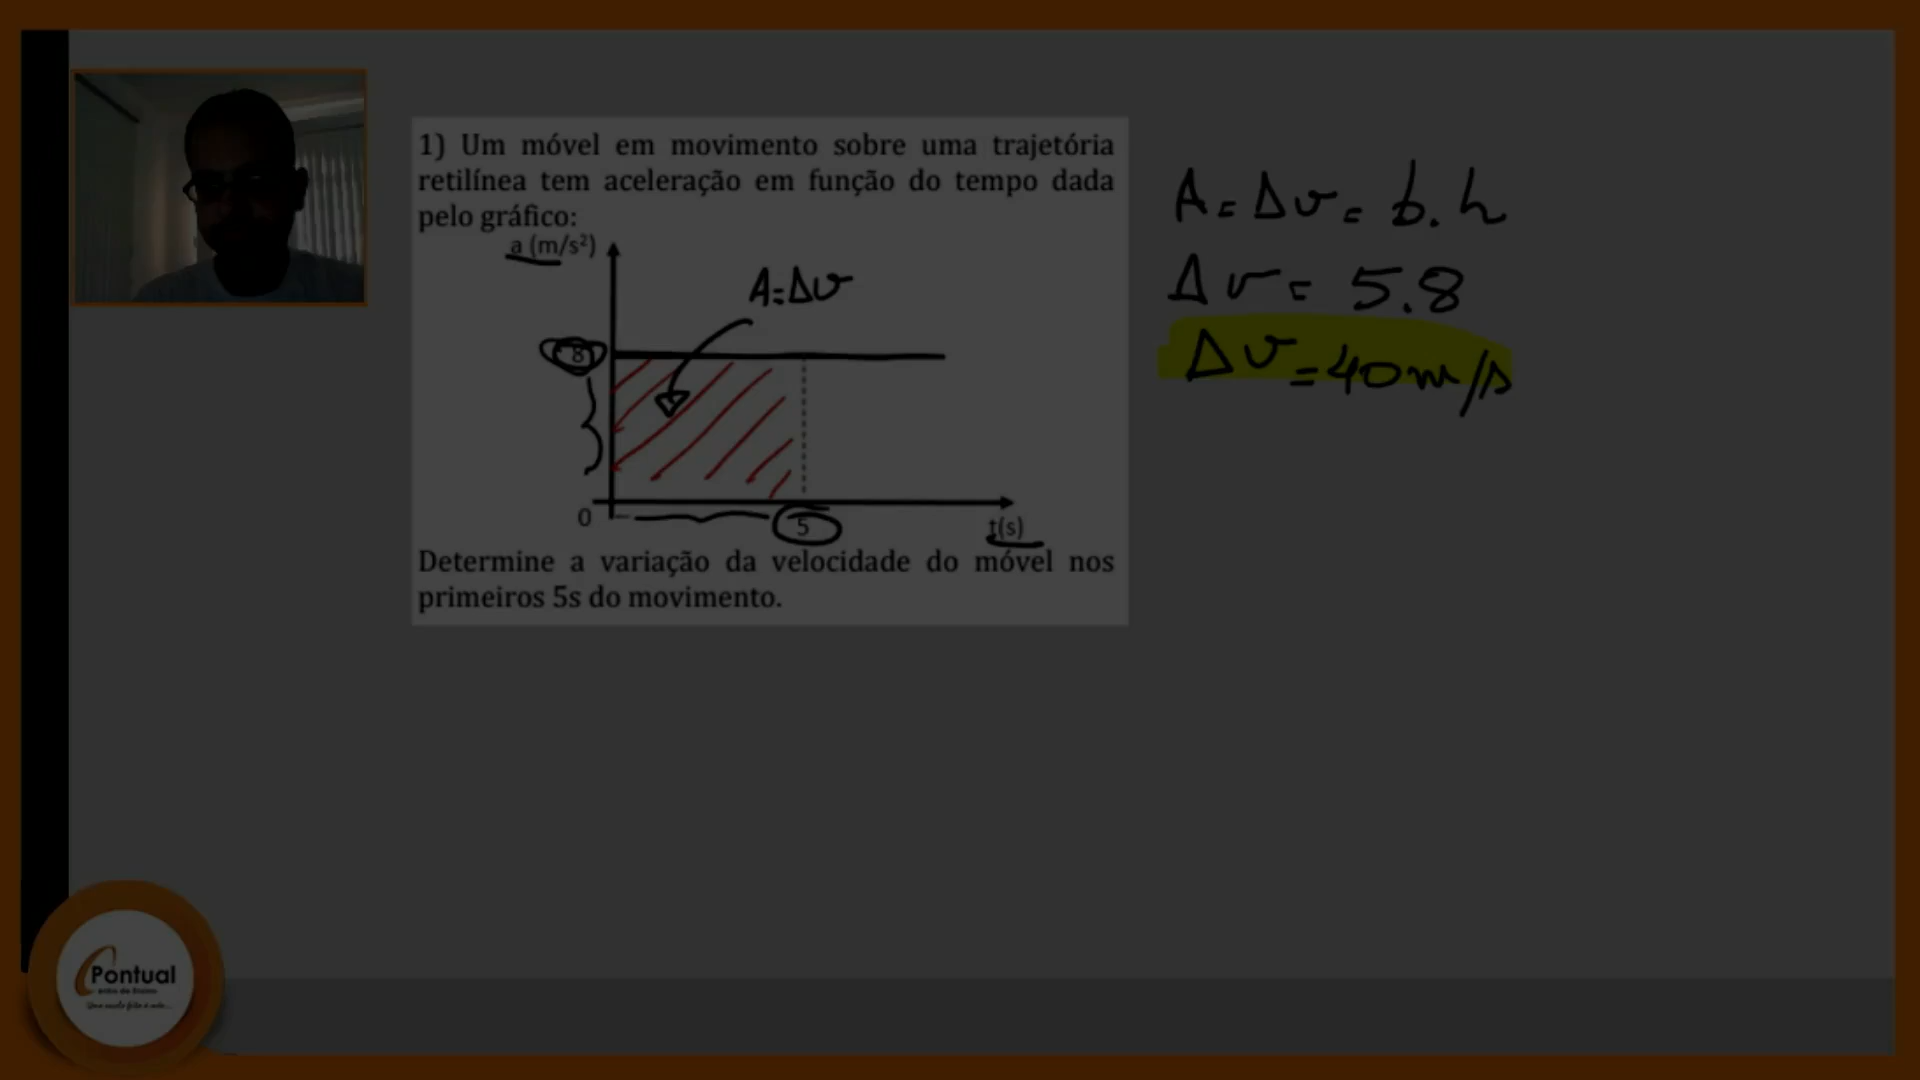 1) Um móvel em movimento sobre uma trajetória
retilínea tem aceleração em função do tempo dada
pelo gráfico:
a (m/s²)
A=Δv
8
0
5
t(s)
Determine a variação da velocidade do móvel nos
primeiros 5s do movimento.
A=Δv=b.h
Δv=5.8
Δv=40m/s
Pontual